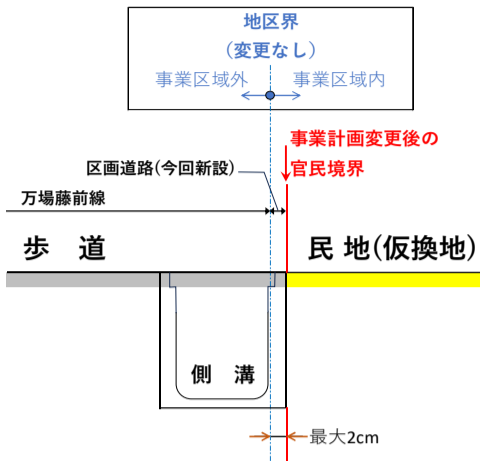 地区界
(変更なし)
事業区域外 事業区域内
事業計画変更後の
官民境界
区画道路(今回新設)
万場藤前線
歩 道 民 地(仮換地)
側 溝
最大2cm